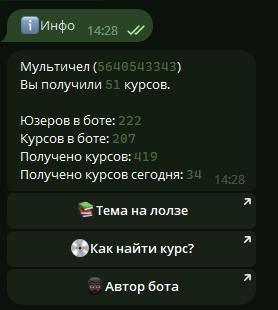 Инфо
14:28
Мультичел (5640543343)
Вы получили 51 курсов.
Юзеров в боте: 222
Курсов в боте: 207
Получено курсов: 419
Получено курсов сегодня: 34
14:28
Тема на лолзе
Как найти курс?
Автор бота